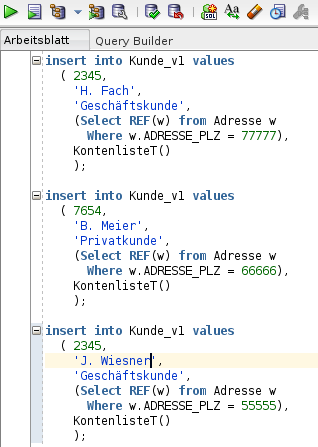 Arbeitsblatt Query Builder
insert into Kunde_v1 values
( 2345,
'H. Fach',
'Geschäftskunde',
(Select REF(w) from Adresse w
Where w.ADRESSE_PLZ = 77777),
KontenlisteT()
);
insert into Kunde_v1 values
( 7654,
'B. Meier',
'Privatkunde',
(Select REF(w) from Adresse w
Where w.ADRESSE_PLZ = 66666),
KontenlisteT()
);
insert into Kunde_v1 values
( 2345,
'J. Wiesner',
'Geschäftskunde',
(Select REF(w) from Adresse w
Where w.ADRESSE_PLZ = 55555),
KontenlisteT()
);